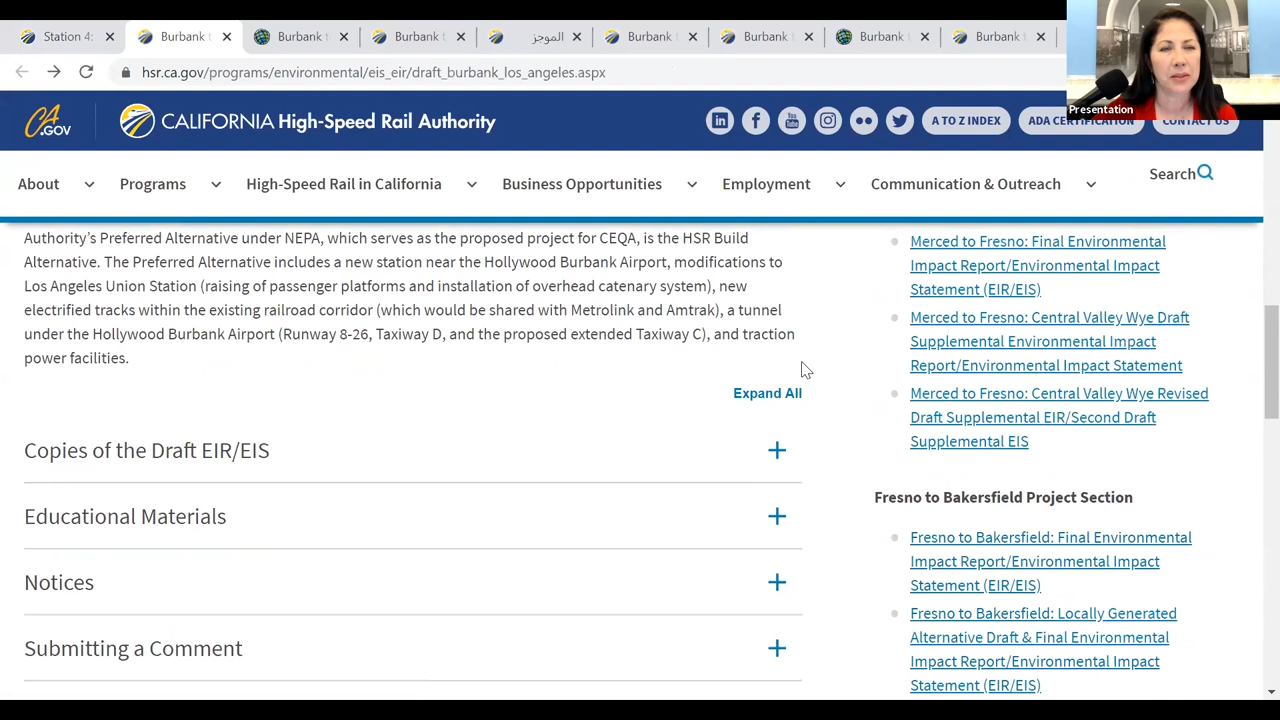 Station 4:
Burbank t
Burbank t
Burbank t
الموجز
Burbank t
Burbank t
Burbank t
Burbank t
hsr.ca.gov/programs/environmental/eis_eir/draft_burbank_los_angeles.aspx
Presentation
CA
.GOV
CALIFORNIA High-Speed Rail Authority
A TO Z INDEX
ADA CERTIFICATION
CONTACT US
About
Programs
High-Speed Rail in California
Business Opportunities
Employment
Communication & Outreach
Search
Authority’s Preferred Alternative under NEPA, which serves as the proposed project for CEQA, is the HSR Build
Alternative. The Preferred Alternative includes a new station near the Hollywood Burbank Airport, modifications to
Los Angeles Union Station (raising of passenger platforms and installation of overhead catenary system), new
electrified tracks within the existing railroad corridor (which would be shared with Metrolink and Amtrak), a tunnel
under the Hollywood Burbank Airport (Runway 8-26, Taxiway D, and the proposed extended Taxiway C), and traction
power facilities.
Expand All
Copies of the Draft EIR/EIS
Educational Materials
Notices
Submitting a Comment
Merced to Fresno: Final Environmental
Impact Report/Environmental Impact
Statement (EIR/EIS)
Merced to Fresno: Central Valley Wye Draft
Supplemental Environmental Impact
Report/Environmental Impact Statement
Merced to Fresno: Central Valley Wye Revised
Draft Supplemental EIR/Second Draft
Supplemental EIS
Fresno to Bakersfield Project Section
Fresno to Bakersfield: Final Environmental
Impact Report/Environmental Impact
Statement (EIR/EIS)
Fresno to Bakersfield: Locally Generated
Alternative Draft & Final Environmental
Impact Report/Environmental Impact
Statement (EIR/EIS)